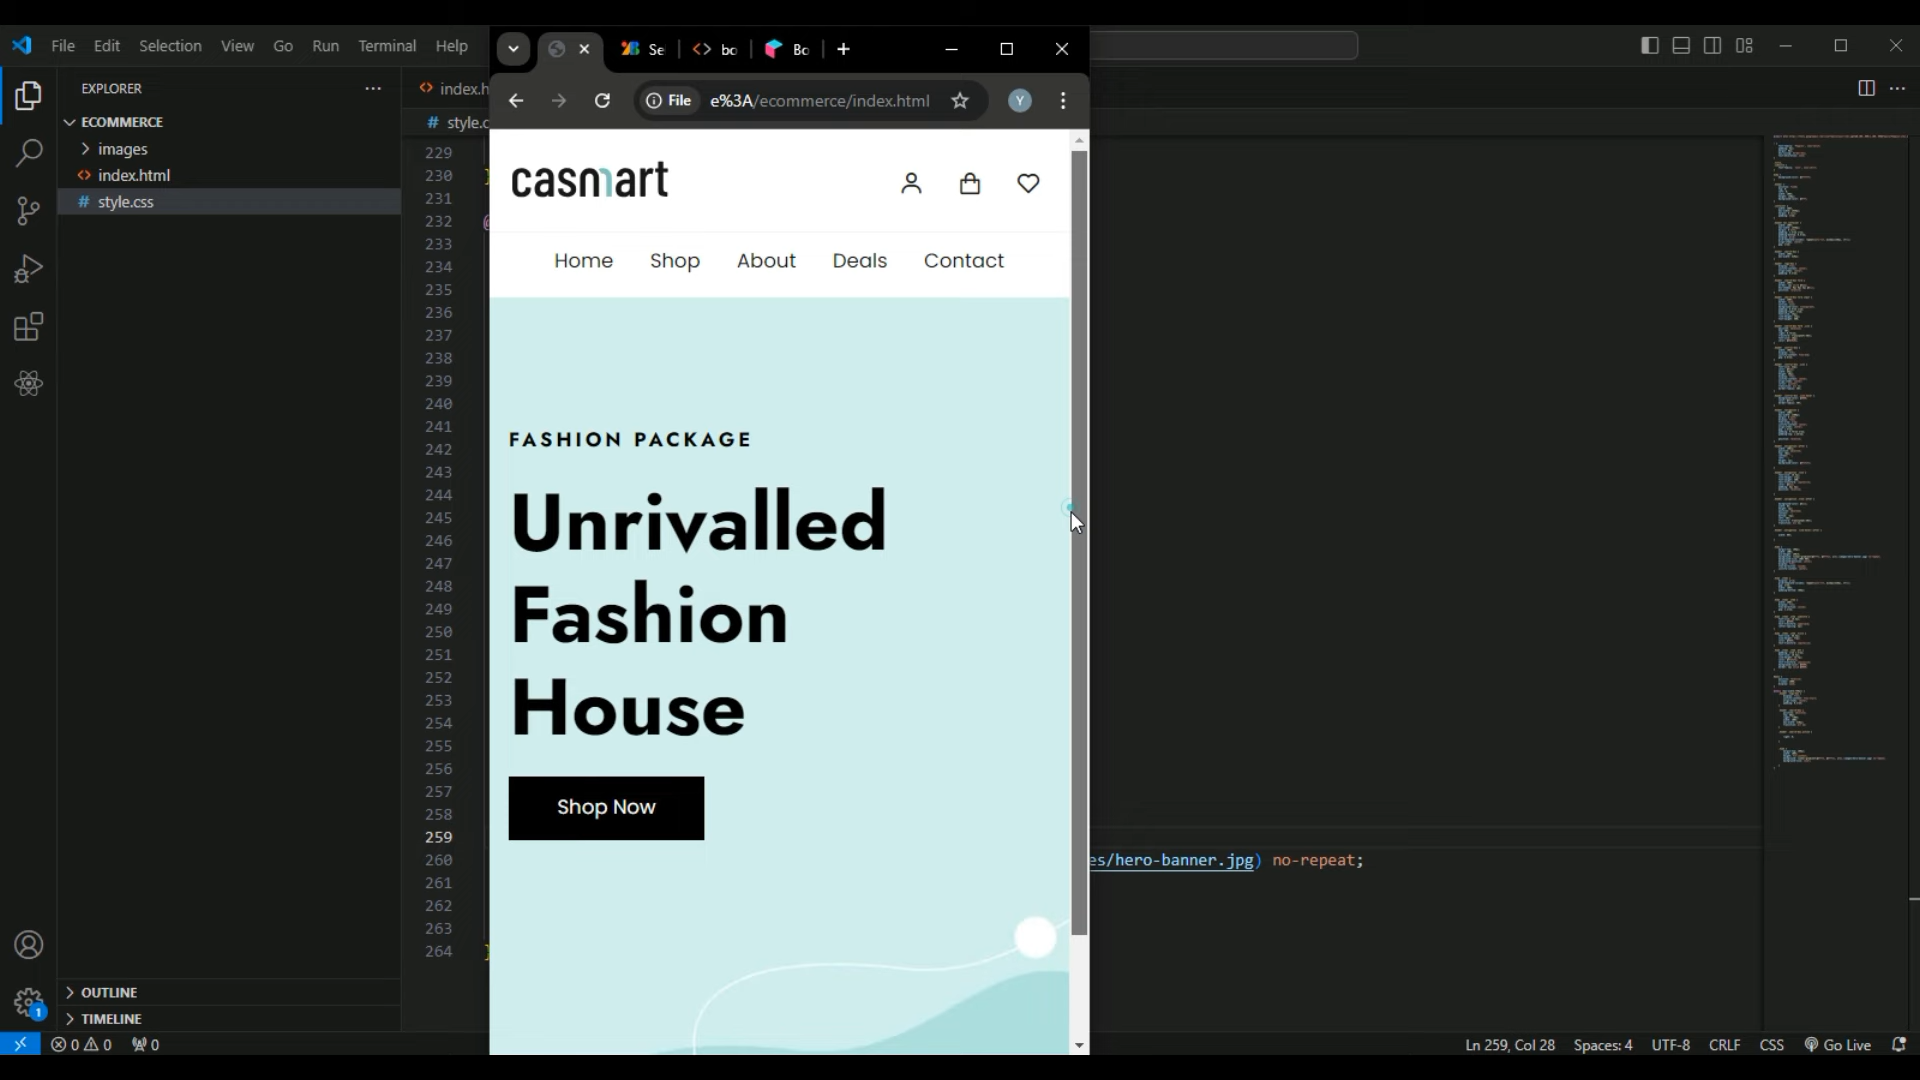 File Edit Selection View Go Run Terminal Help
Se
bo
Bo
EXPLORER
index.h
File e%3A/ecommerce/index.html
Y
ECOMMERCE
# style.c
images
index.html
# style.css
casmart
Home Shop About Deals Contact
FASHION PACKAGE
Unrivalled
Fashion
House
Shop Now
229
230
231
232
233
234
235
236
237
238
239
240
241
242
243
244
245
246
247
248
249
250
251
252
253
254
255
256
257
258
259
260 es/hero-banner.jpg) no-repeat;
261
262
263
264
OUTLINE
TIMELINE
1
0 0 0 Ln 259, Col 28 Spaces: 4 UTF-8 CRLF CSS Go Live